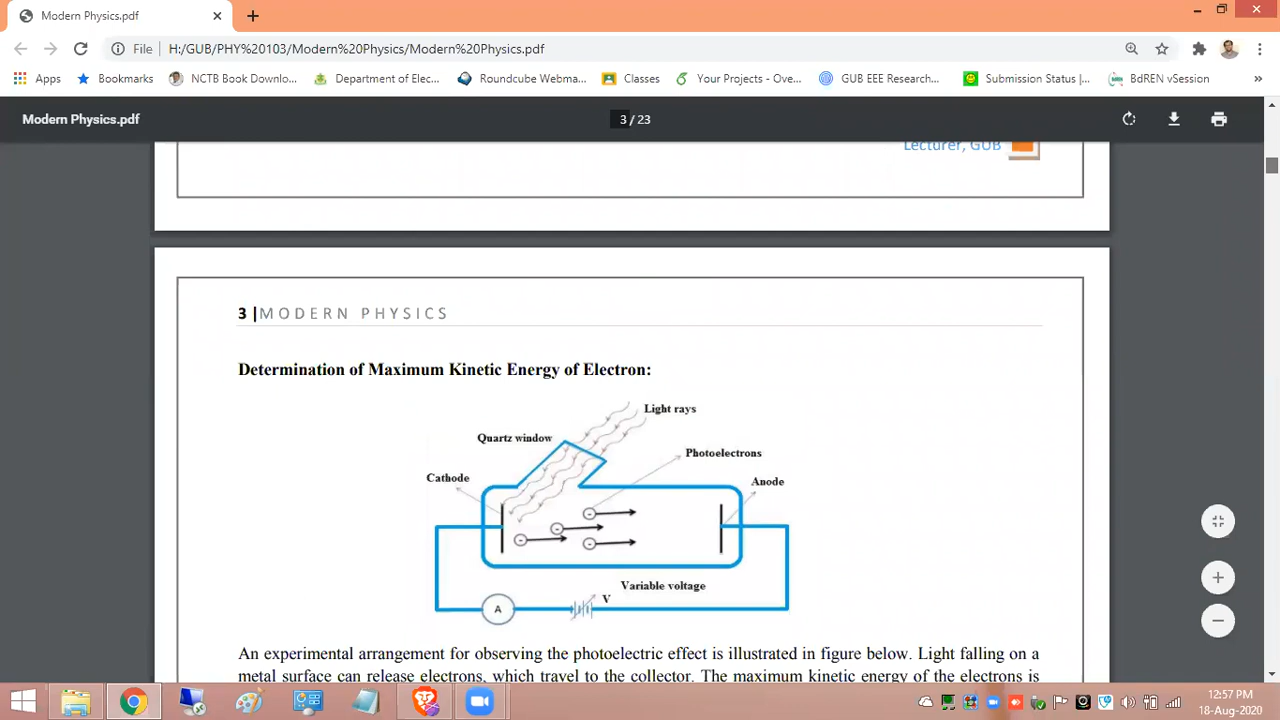 Modern Physics.pdf
File
H:/GUB/PHY%20103/Modern%20Physics/Modern%20Physics.pdf
Apps
Bookmarks
NCTB Book Downlo...
Department of Elec...
Roundcube Webma...
Classes
Your Projects - Ove...
GUB EEE Research...
Submission Status |...
BdREN vSession
»
Modern Physics.pdf
3 / 23
Lecturer, GUB
3 |MODERN PHYSICS
Determination of Maximum Kinetic Energy of Electron:
Light rays
Quartz window
Photoelectrons
Cathode
Anode
Variable voltage
V
A
An experimental arrangement for observing the photoelectric effect is illustrated in figure below. Light falling on a
metal surface can release electrons, which travel to the collector. The maximum kinetic energy of the electrons is
12:57 PM
18-Aug-2020